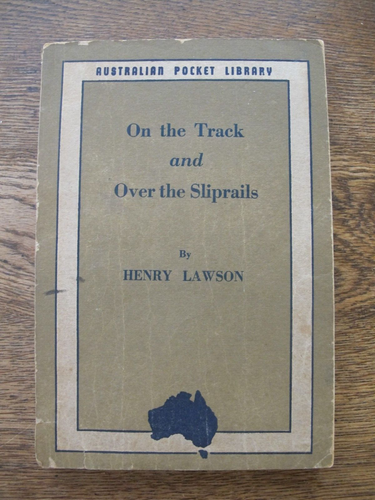 AUSTRALIAN POCKET LIBRARY
On the Track
and
Over the Sliprails
By
HENRY LAWSON